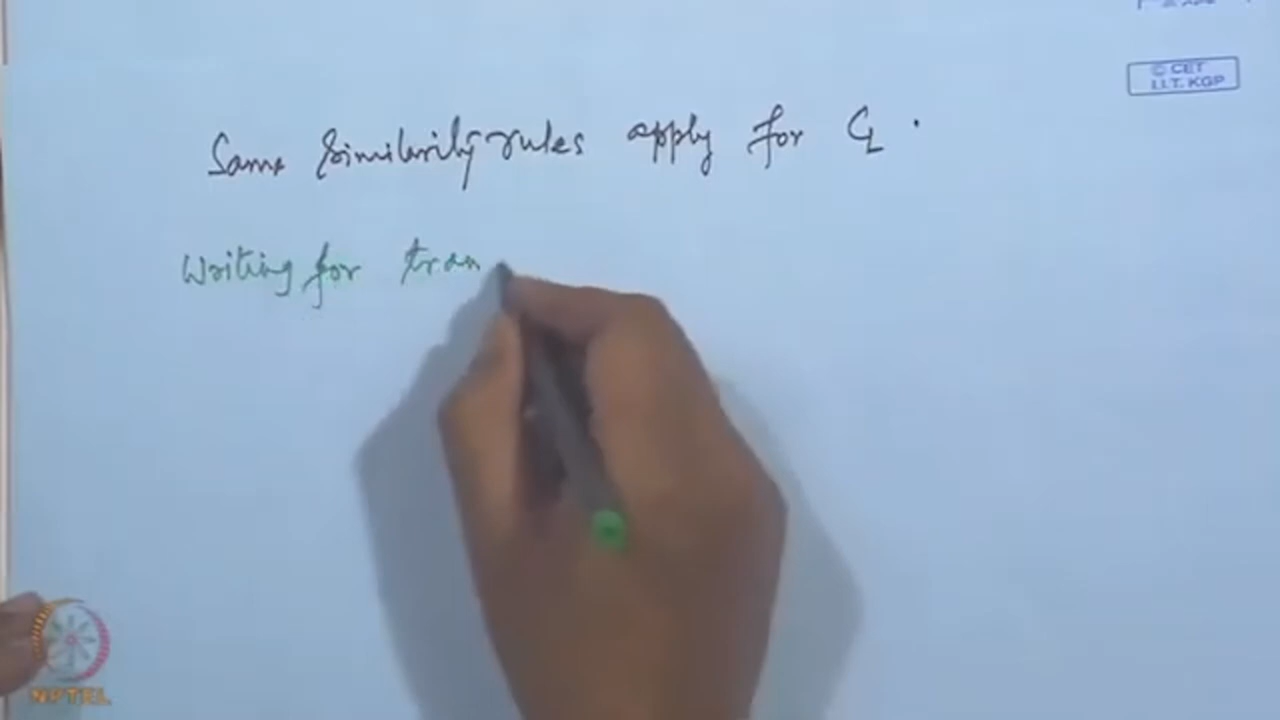 © CET
I.I.T. KGP
Same similarity rules apply for CL.
Writing for tran
NPTEL